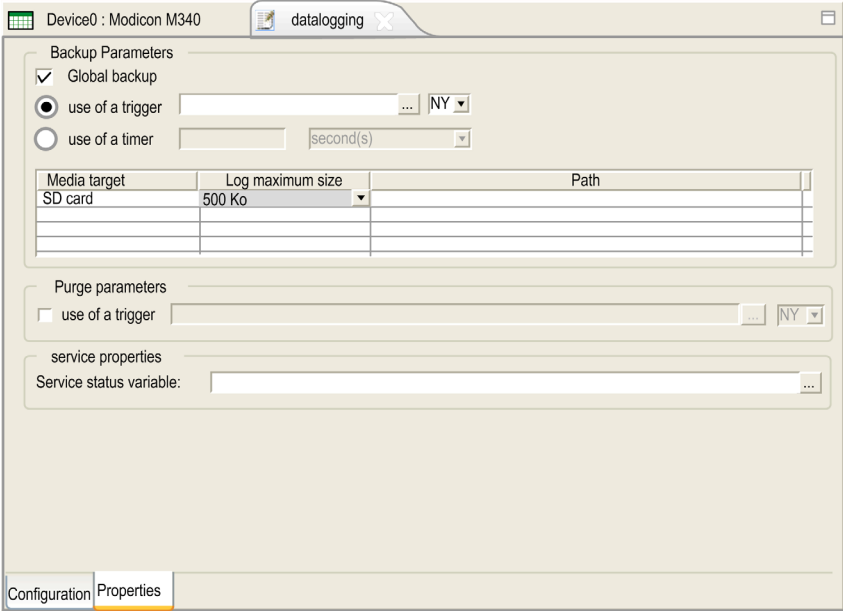 Device0 : Modicon M340 datalogging
Backup Parameters
Global backup
use of a trigger ... NY
use of a timer second(s)
Media target Log maximum size Path
SD card 500 Ko
Purge parameters
use of a trigger ... NY
service properties
Service status variable: ...
Configuration Properties